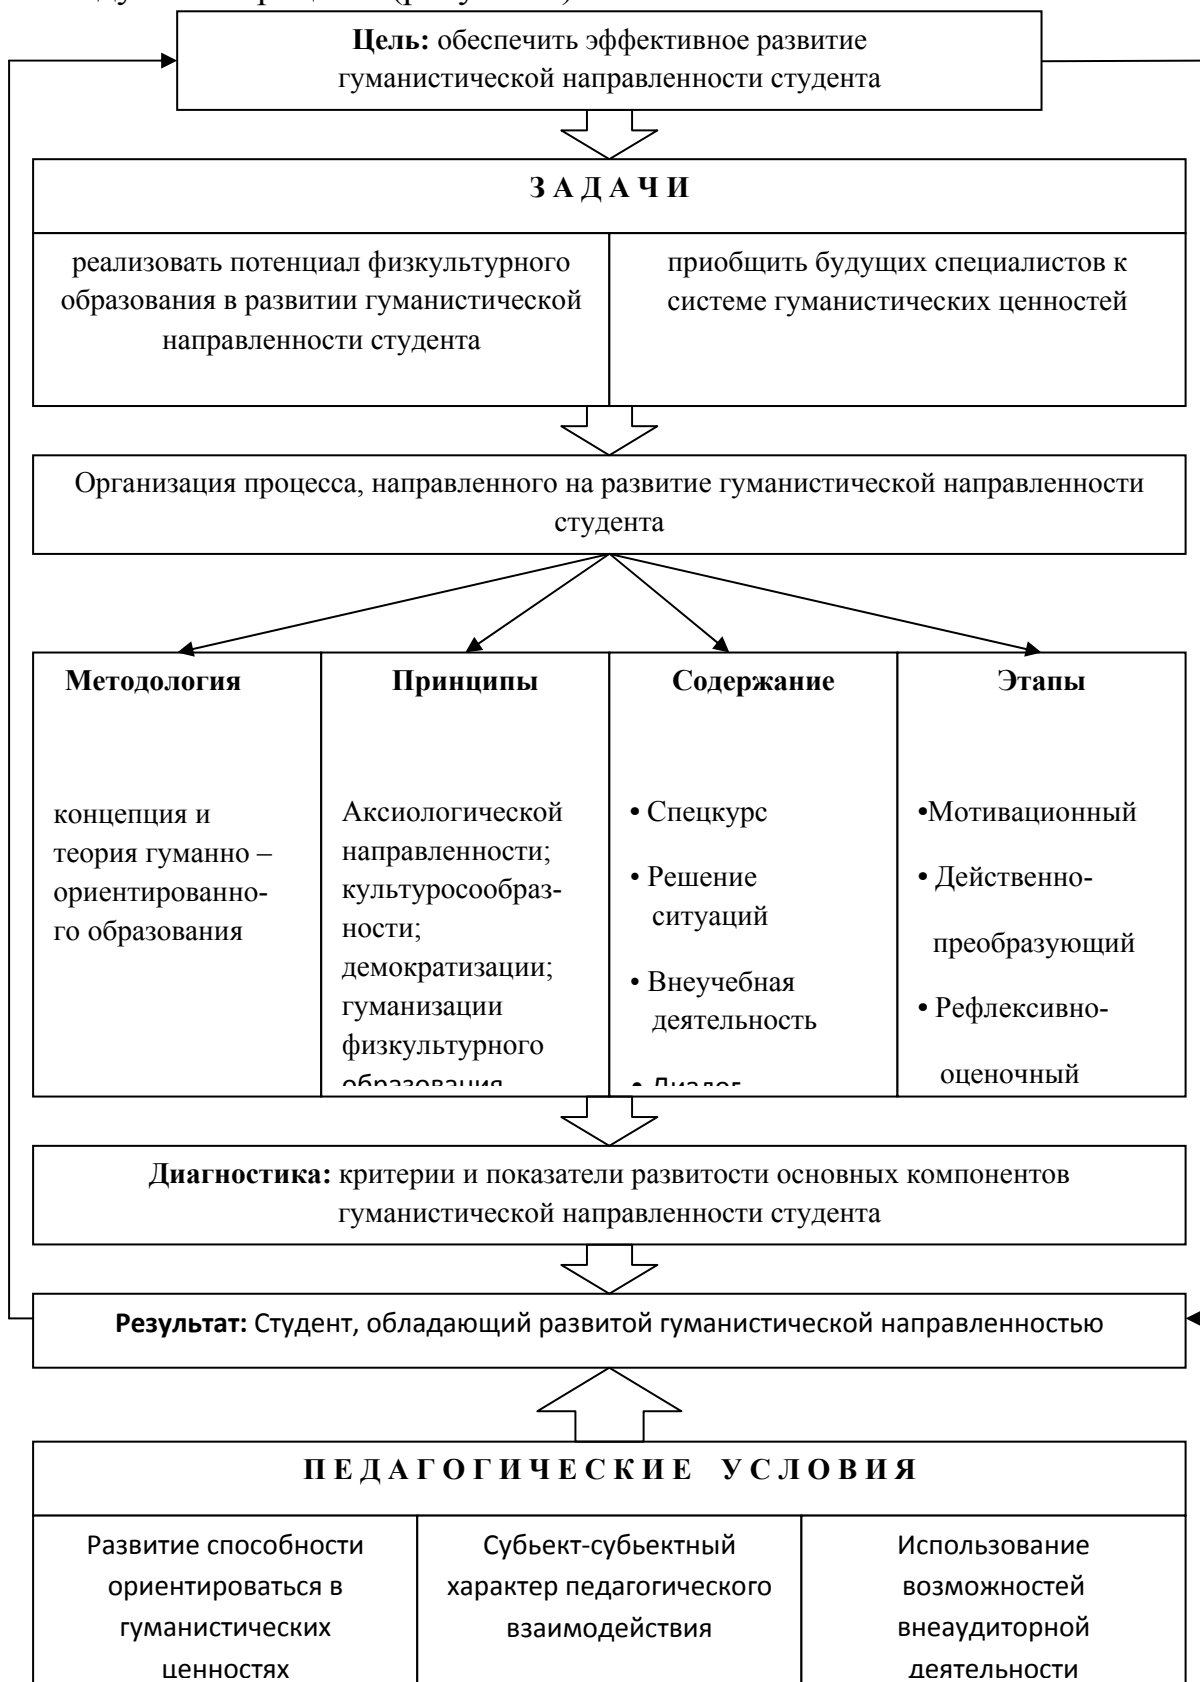 Цель: обеспечить эффективное развитие
гуманистической направленности студента
З А Д А Ч И
реализовать потенциал физкультурного
образования в развитии гуманистической
направленности студента
приобщить будущих специалистов к
системе гуманистических ценностей
Организация процесса, направленного на развитие гуманистической направленности
студента
Методология
концепция и
теория гуманно –
ориентированно-
го образования
Принципы
Аксиологической
направленности;
культуросообраз-
ности;
демократизации;
гуманизации
физкультурного
образования
Содержание
• Спецкурс
• Решение
ситуаций
• Внеучебная
деятельность
• Диалог
Этапы
•Мотивационный
• Действенно-
преобразующий
• Рефлексивно-
оценочный
Диагностика: критерии и показатели развитости основных компонентов
гуманистической направленности студента
Результат: Студент, обладающий развитой гуманистической направленностью
П Е Д А Г О Г И Ч Е С К И Е У С Л О В И Я
Развитие способности
ориентироваться в
гуманистических
ценностях
Субьект-субьектный
характер педагогического
взаимодействия
Использование
возможностей
внеаудиторной
деятельности